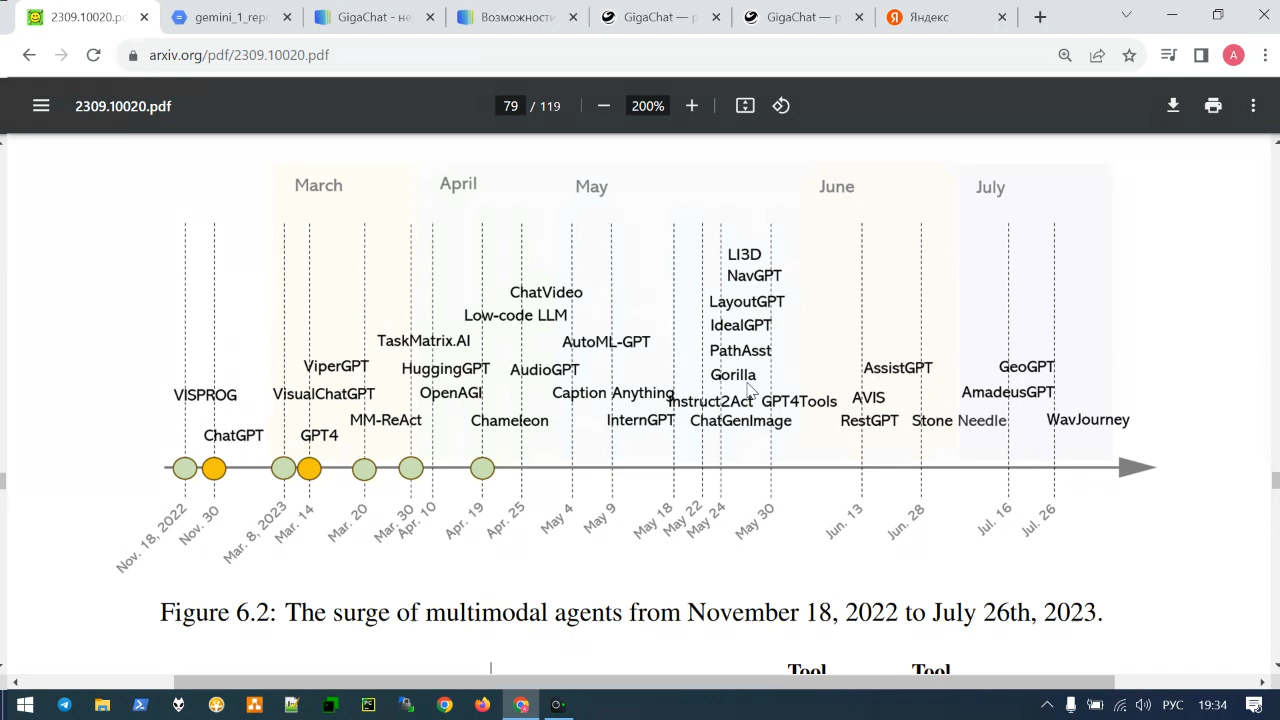 2309.10020.pd
gemini_1_repo
GigaChat - не
Возможности
GigaChat — р
GigaChat — р
Яндекс
arxiv.org/pdf/2309.10020.pdf
A
2309.10020.pdf
79 / 119
200%
March
April
May
June
July
LI3D
NavGPT
ChatVideo
LayoutGPT
Low-code LLM
IdealGPT
TaskMatrix.AI
AutoML-GPT
PathAsst
ViperGPT
HuggingGPT
AudioGPT
Gorilla
AssistGPT
GeoGPT
VISPROG
VisualChatGPT
OpenAGI
Caption Anything
Instruct2Act
GPT4Tools
AVIS
AmadeusGPT
MM-ReAct
Chameleon
InternGPT
ChatGenImage
RestGPT
Stone Needle
WavJourney
ChatGPT
GPT4
Nov. 18, 2022
Nov. 30
Mar. 8, 2023
Mar. 14
Mar. 20
Mar. 30
Apr. 10
Apr. 19
Apr. 25
May 4
May 9
May 18
May 22
May 24
May 30
Jun. 13
Jun. 28
Jul. 16
Jul. 26
Figure 6.2: The surge of multimodal agents from November 18, 2022 to July 26th, 2023.
Tool
Tool
РУС
19:34